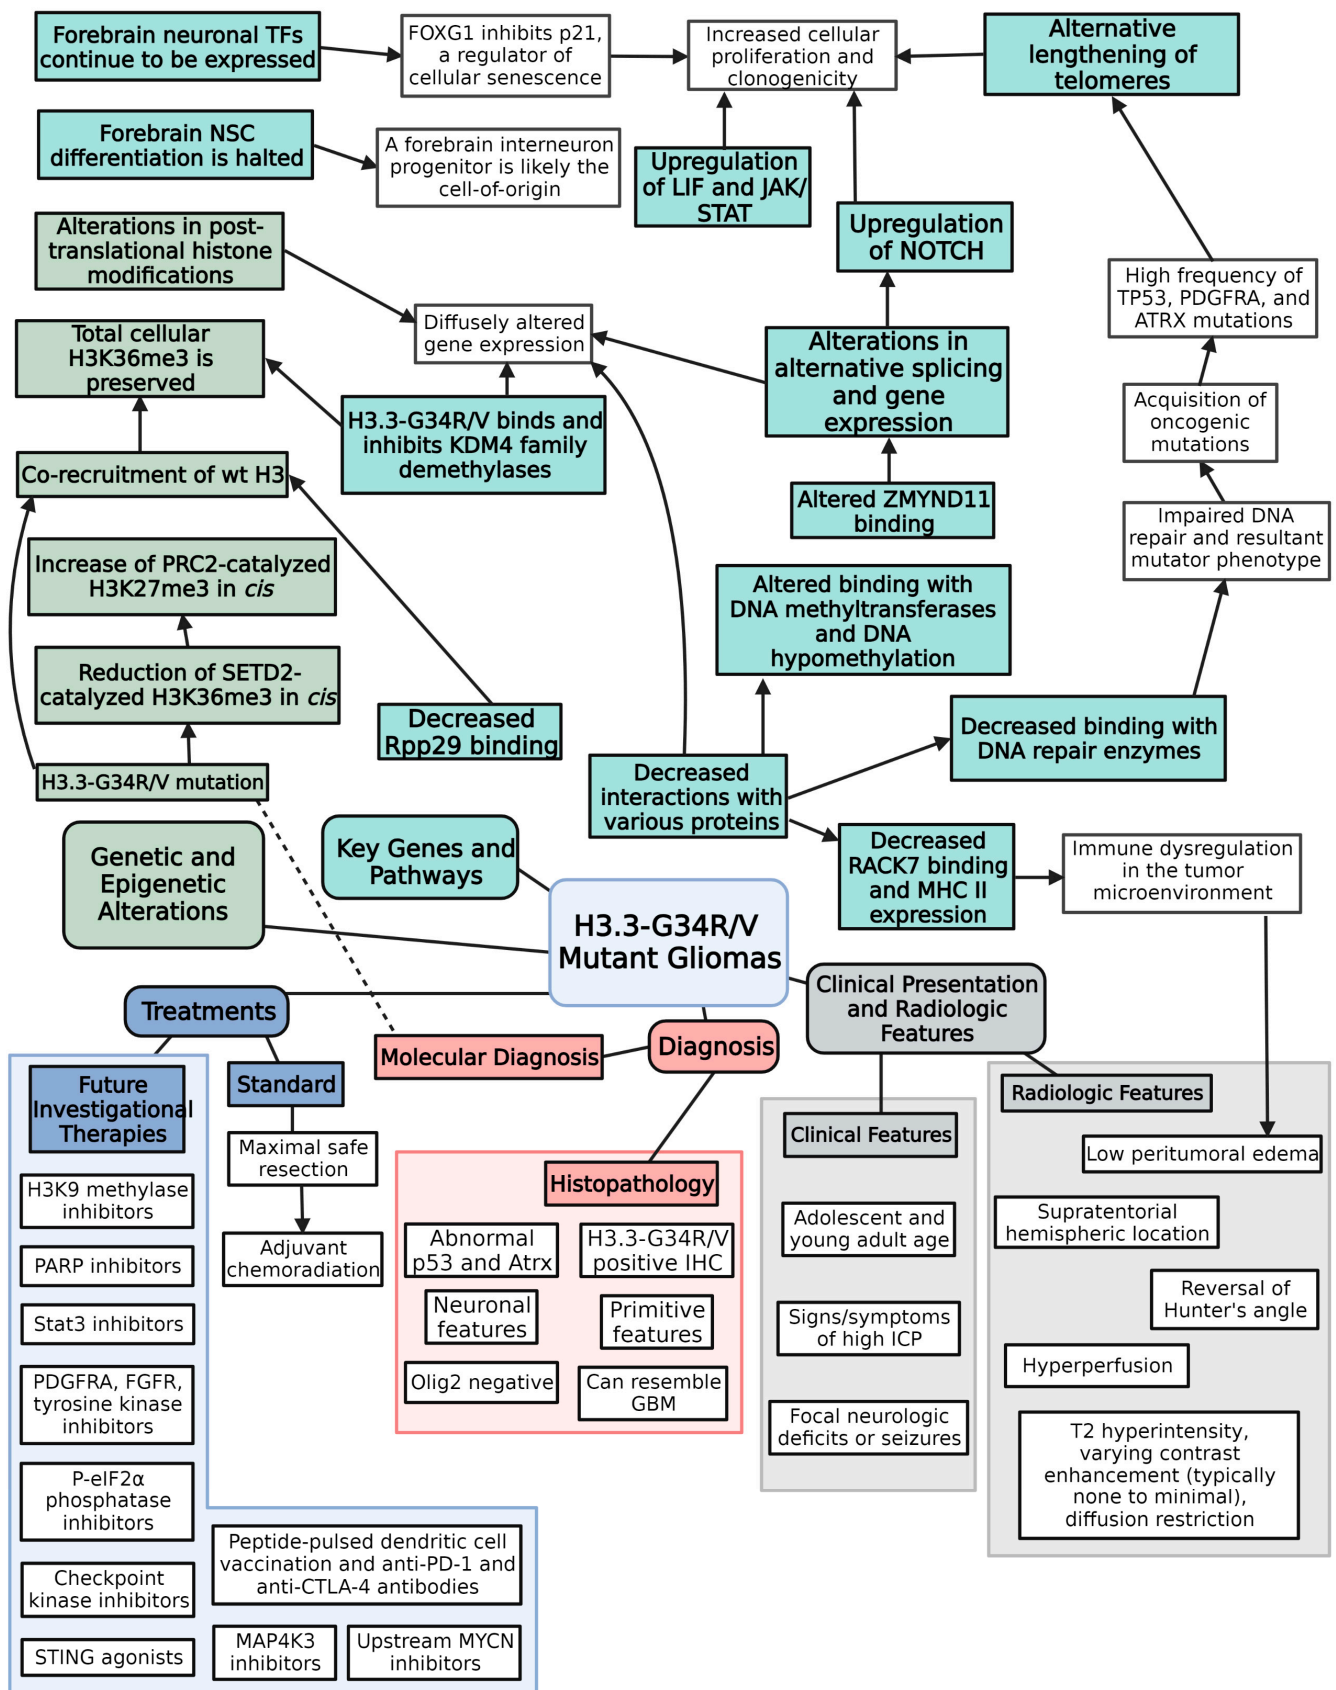 Forebrain neuronal TFs
continue to be expressed
FOXG1 inhibits p21,
a regulator of
cellular senescence
Increased cellular
proliferation and
clonogenicity
Alternative
lengthening of
telomeres
Forebrain NSC
differentiation is halted
A forebrain interneuron
progenitor is likely the
cell-of-origin
Upregulation
of LIF and JAK/
STAT
Upregulation
of NOTCH
Alterations in post-
translational histone
modifications
High frequency of
TP53, PDGFRA, and
ATRX mutations
Total cellular
H3K36me3 is
preserved
Diffusely altered
gene expression
Alterations in
alternative splicing
and gene
expression
H3.3-G34R/V binds and
inhibits KDM4 family
demethylases
Acquisition of
oncogenic
mutations
Co-recruitment of wt H3
Altered ZMYND11
binding
Impaired DNA
repair and resultant
mutator phenotype
Increase of PRC2-catalyzed
H3K27me3 in cis
Altered binding with
DNA methyltransferases
and DNA
hypomethylation
Reduction of SETD2-
catalyzed H3K36me3 in cis
Decreased
Rpp29 binding
Decreased binding with
DNA repair enzymes
H3.3-G34R/V mutation
Decreased
interactions with
various proteins
Decreased
RACK7 binding
and MHC II
expression
Immune dysregulation
in the tumor
microenvironment
Genetic and
Epigenetic
Alterations
Key Genes and
Pathways
H3.3-G34R/V
Mutant Gliomas
Clinical Presentation
and Radiologic
Features
Treatments
Molecular Diagnosis
Diagnosis
Future
Investigational
Therapies
Standard
Radiologic Features
Clinical Features
Maximal safe
resection
Low peritumoral edema
Histopathology
H3K9 methylase
inhibitors
Adjuvant
chemoradiation
Abnormal
p53 and Atrx
H3.3-G34R/V
positive IHC
Adolescent and
young adult age
Supratentorial
hemispheric location
PARP inhibitors
Neuronal
features
Primitive
features
Signs/symptoms
of high ICP
Reversal of
Hunter's angle
Stat3 inhibitors
Hyperperfusion
PDGFRA, FGFR,
tyrosine kinase
inhibitors
Olig2 negative
Can resemble
GBM
Focal neurologic
deficits or seizures
T2 hyperintensity,
varying contrast
enhancement (typically
none to minimal),
diffusion restriction
P-eIF2α
phosphatase
inhibitors
Peptide-pulsed dendritic cell
vaccination and anti-PD-1 and
anti-CTLA-4 antibodies
Checkpoint
kinase inhibitors
STING agonists
MAP4K3
inhibitors
Upstream MYCN
inhibitors